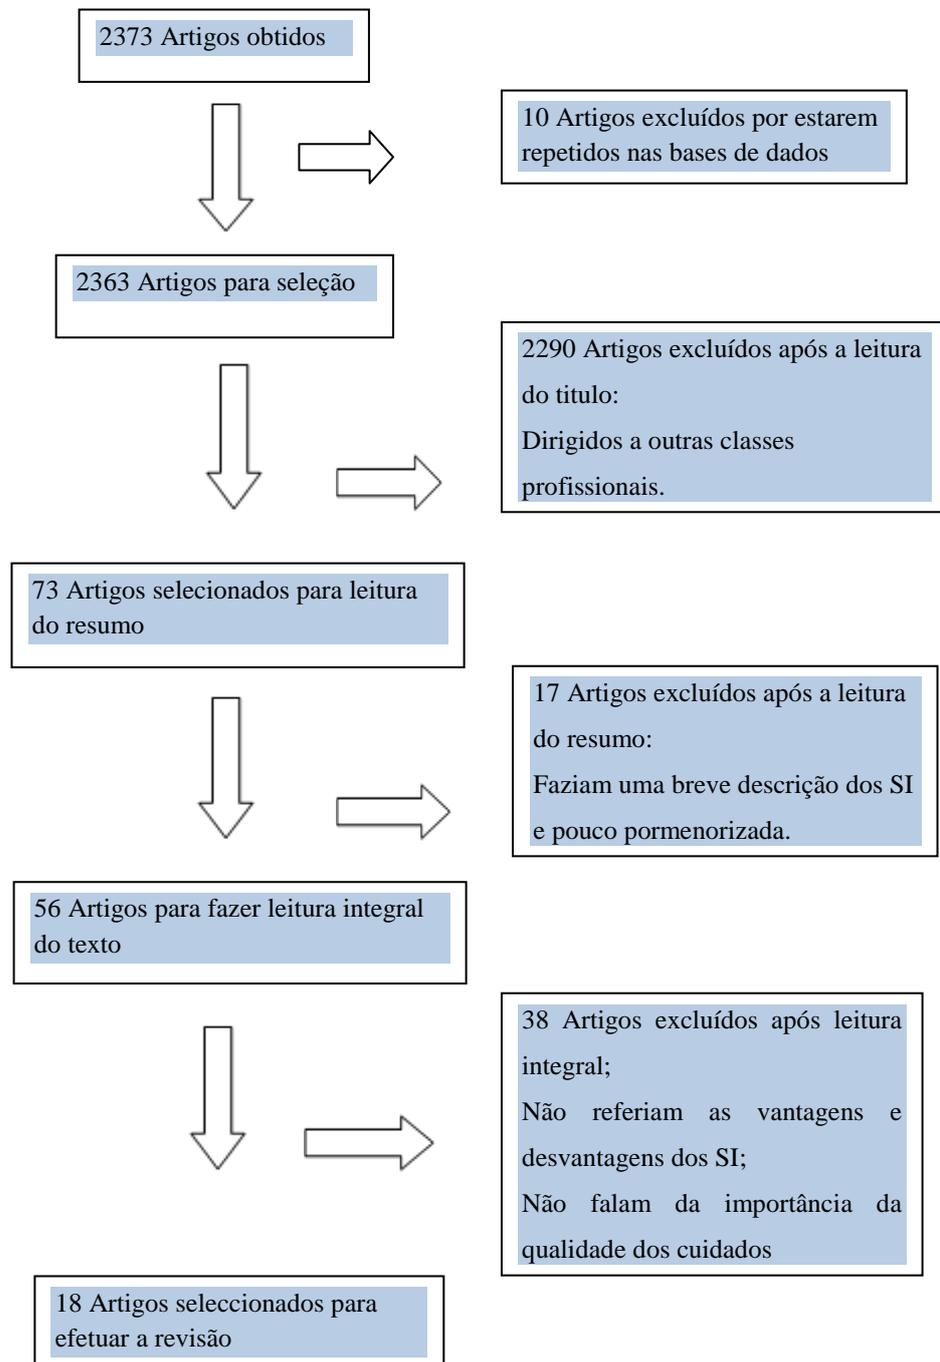 2373 Artigos obtidos
10 Artigos excluídos por estarem
repetidos nas bases de dados
2363 Artigos para seleção
2290 Artigos excluídos após a leitura
do titulo:
Dirigidos a outras classes
profissionais.
73 Artigos selecionados para leitura
do resumo
17 Artigos excluídos após a leitura
do resumo:
Faziam uma breve descrição dos SI
e pouco pormenorizada.
56 Artigos para fazer leitura integral
do texto
38 Artigos excluídos após leitura
integral;
Não referiam as vantagens e
desvantagens dos SI;
Não falam da importância da
qualidade dos cuidados
18 Artigos seleccionados para
efetuar a revisão